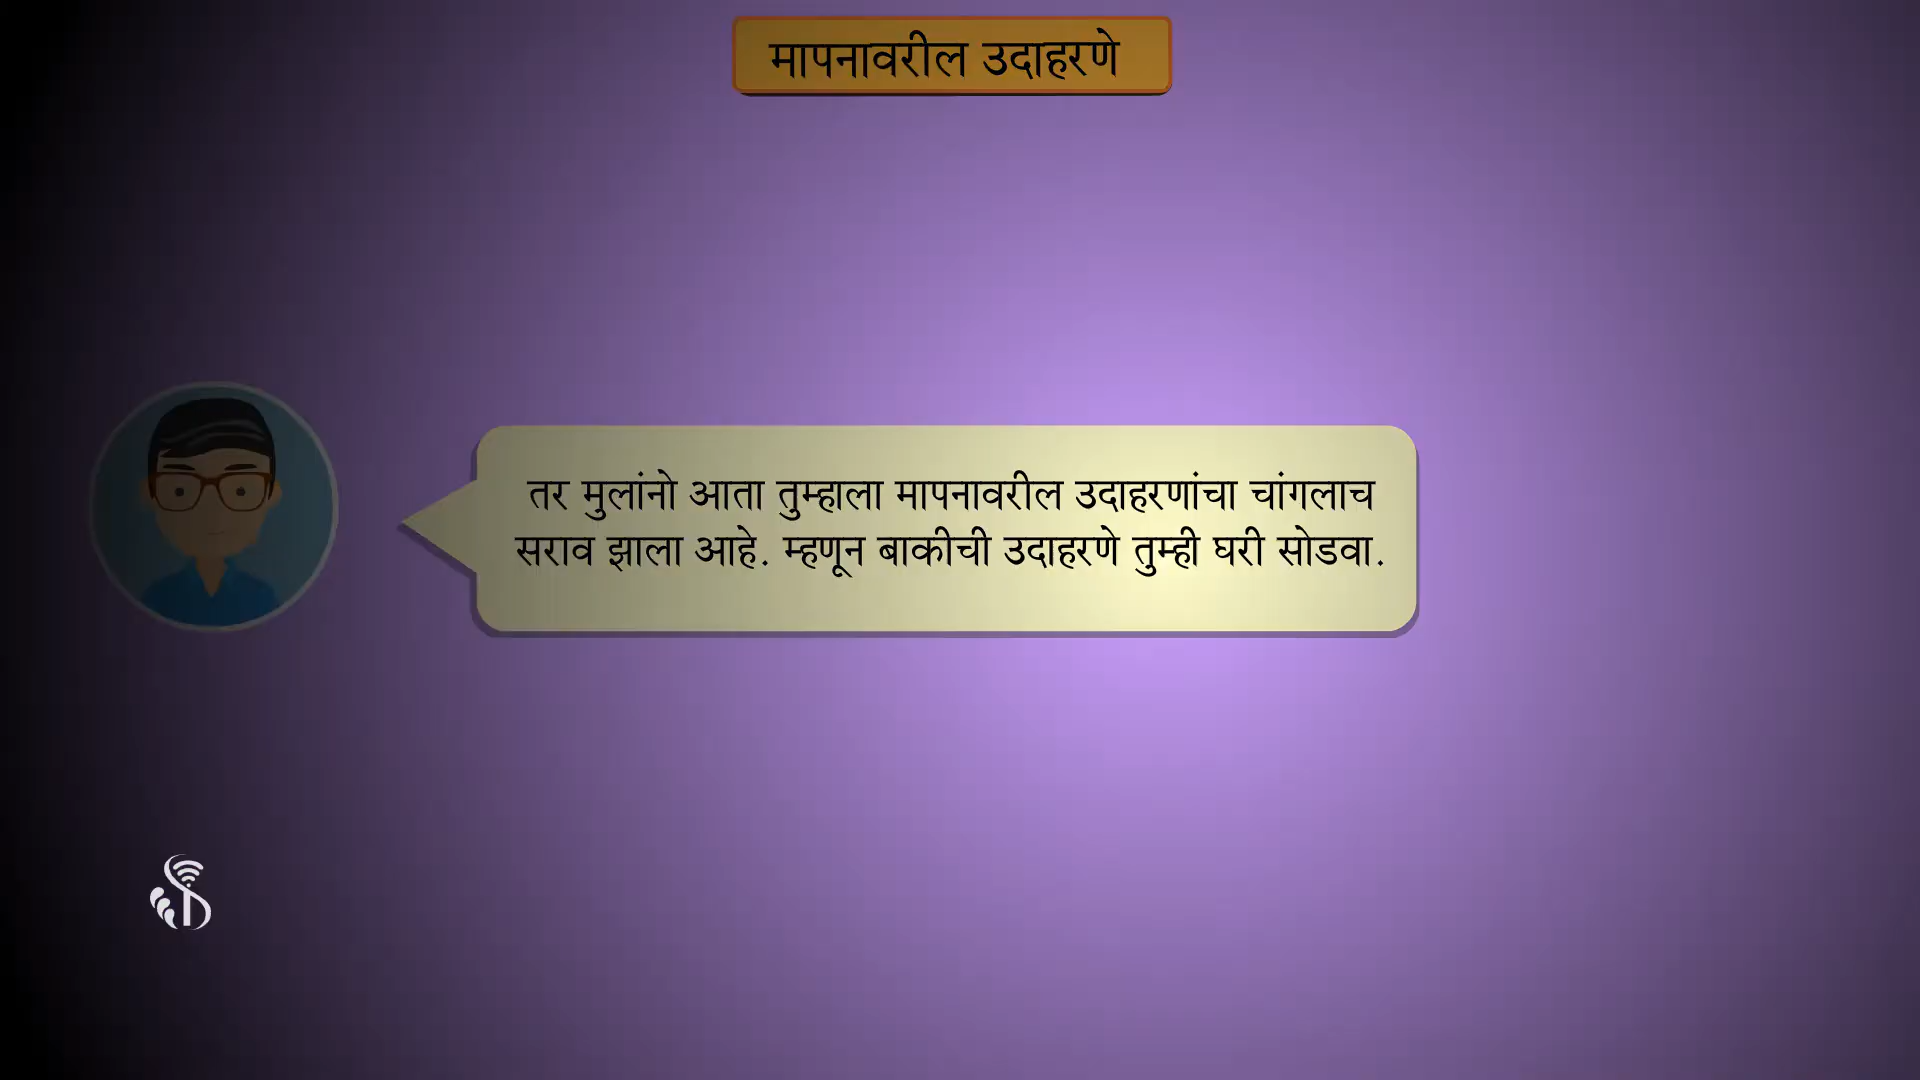 मापनावरील उदाहरणे
तर मुलांनो आता तुम्हाला मापनावरील उदाहरणांचा चांगलाच
सराव झाला आहे. म्हणून बाकीची उदाहरणे तुम्ही घरी सोडवा.